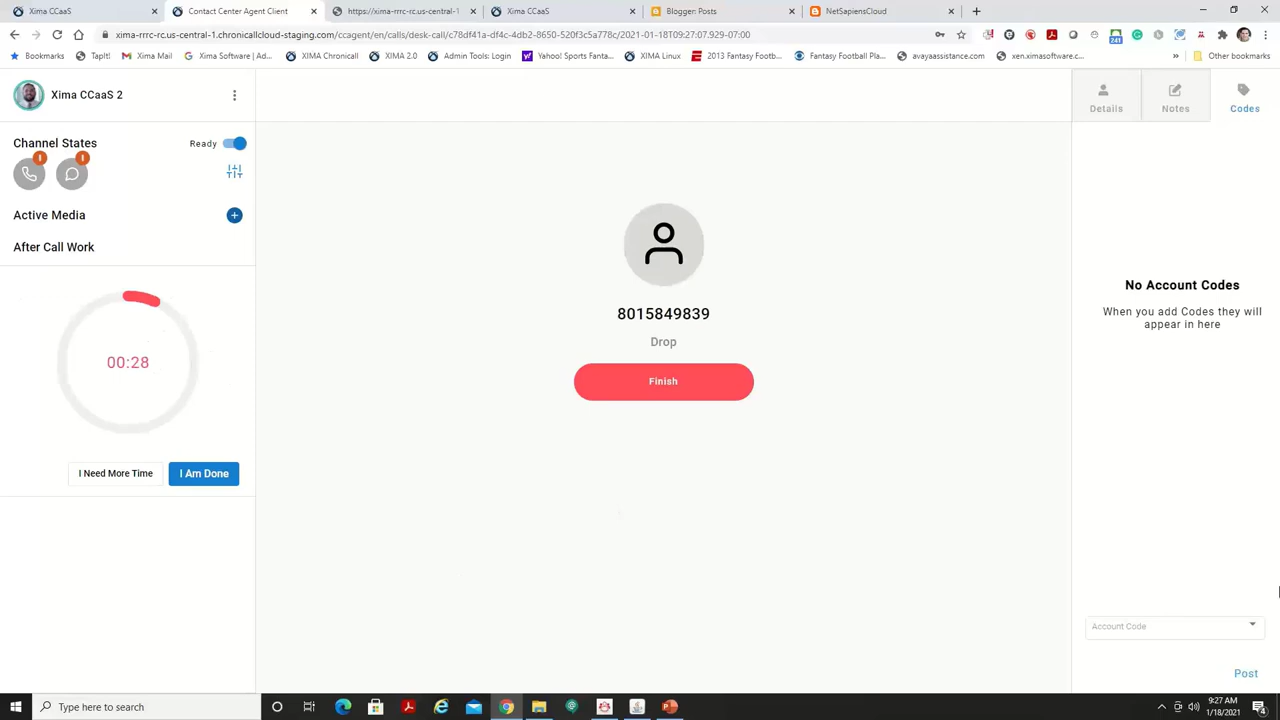 Xima CCaaS
Contact Center Agent Client
https://xima-rrrc-rc.us-central-1
Xima CCaaS
Blogger: Posts
NetSapiensCloud
xima-rrrc-rc.us-central-1.chronicallcloud-staging.com/ccagent/en/calls/desk-call/c78df41a-df4c-4db2-8650-520f3c5a778c/2021-01-18T09:27:07.929-07:00
241
Bookmarks
TapIt!
Xima Mail
Xima Software | Ad...
XIMA Chronicall
XIMA 2.0
Admin Tools: Login
Yahoo! Sports Fanta...
XIMA Linux
2013 Fantasy Footb...
Fantasy Football Pla...
avayaassistance.com
xen.ximasoftware.c...
»
Other bookmarks
Xima CCaaS 2
Details
Notes
Codes
Channel States
Ready
Active Media
After Call Work
00:28
I Need More Time
I Am Done
8015849839
Drop
Finish
No Account Codes
When you add Codes they will
appear in here
Account Code
Post
Type here to search
9:27 AM
1/18/2021
4